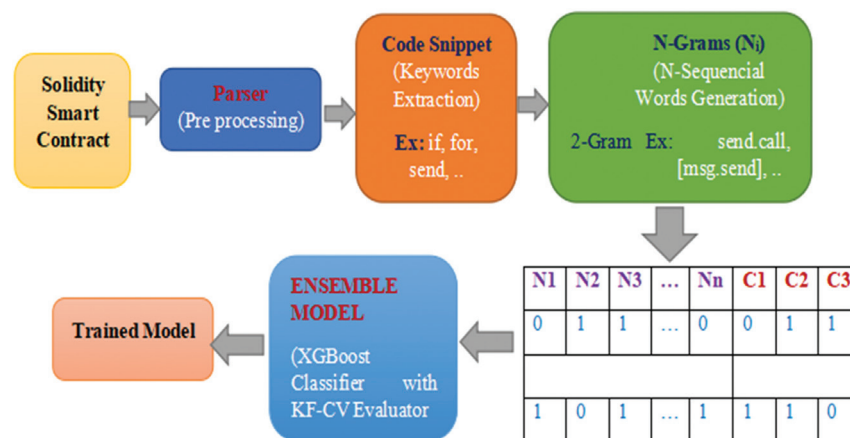 Solidity
Smart
Contract
Parser
(Pre processing)
Code Snippet
(Keywords
Extraction)
Ex: if, for,
send, ..
N-Grams (Ni)
(N-Sequencial
Words Generation)
2-Gram Ex: send.call,
[msg.send], ..
N1 N2 N3 ... Nn C1 C2 C3
0 1 1 ... 0 0 1 1
1 0 1 ... 1 1 1 0
ENSEMBLE
MODEL
(XGBoost
Classifier with
KF-CV Evaluator
Trained Model